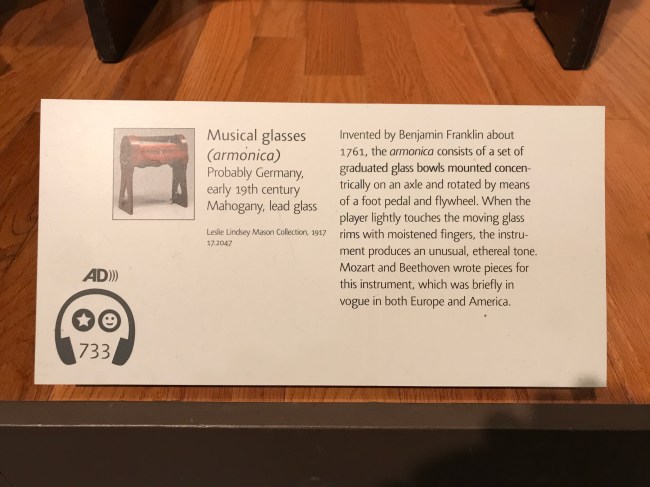 Musical glasses
(armonica)
Probably Germany,
early 19th century
Mahogany, lead glass
Leslie Lindsey Mason Collection, 1917
17.2047
Invented by Benjamin Franklin about
1761, the armonica consists of a set of
graduated glass bowls mounted concen-
trically on an axle and rotated by means
of a foot pedal and flywheel. When the
player lightly touches the moving glass
rims with moistened fingers, the instru-
ment produces an unusual, ethereal tone.
Mozart and Beethoven wrote pieces for
this instrument, which was briefly in
vogue in both Europe and America.
AD)))
733